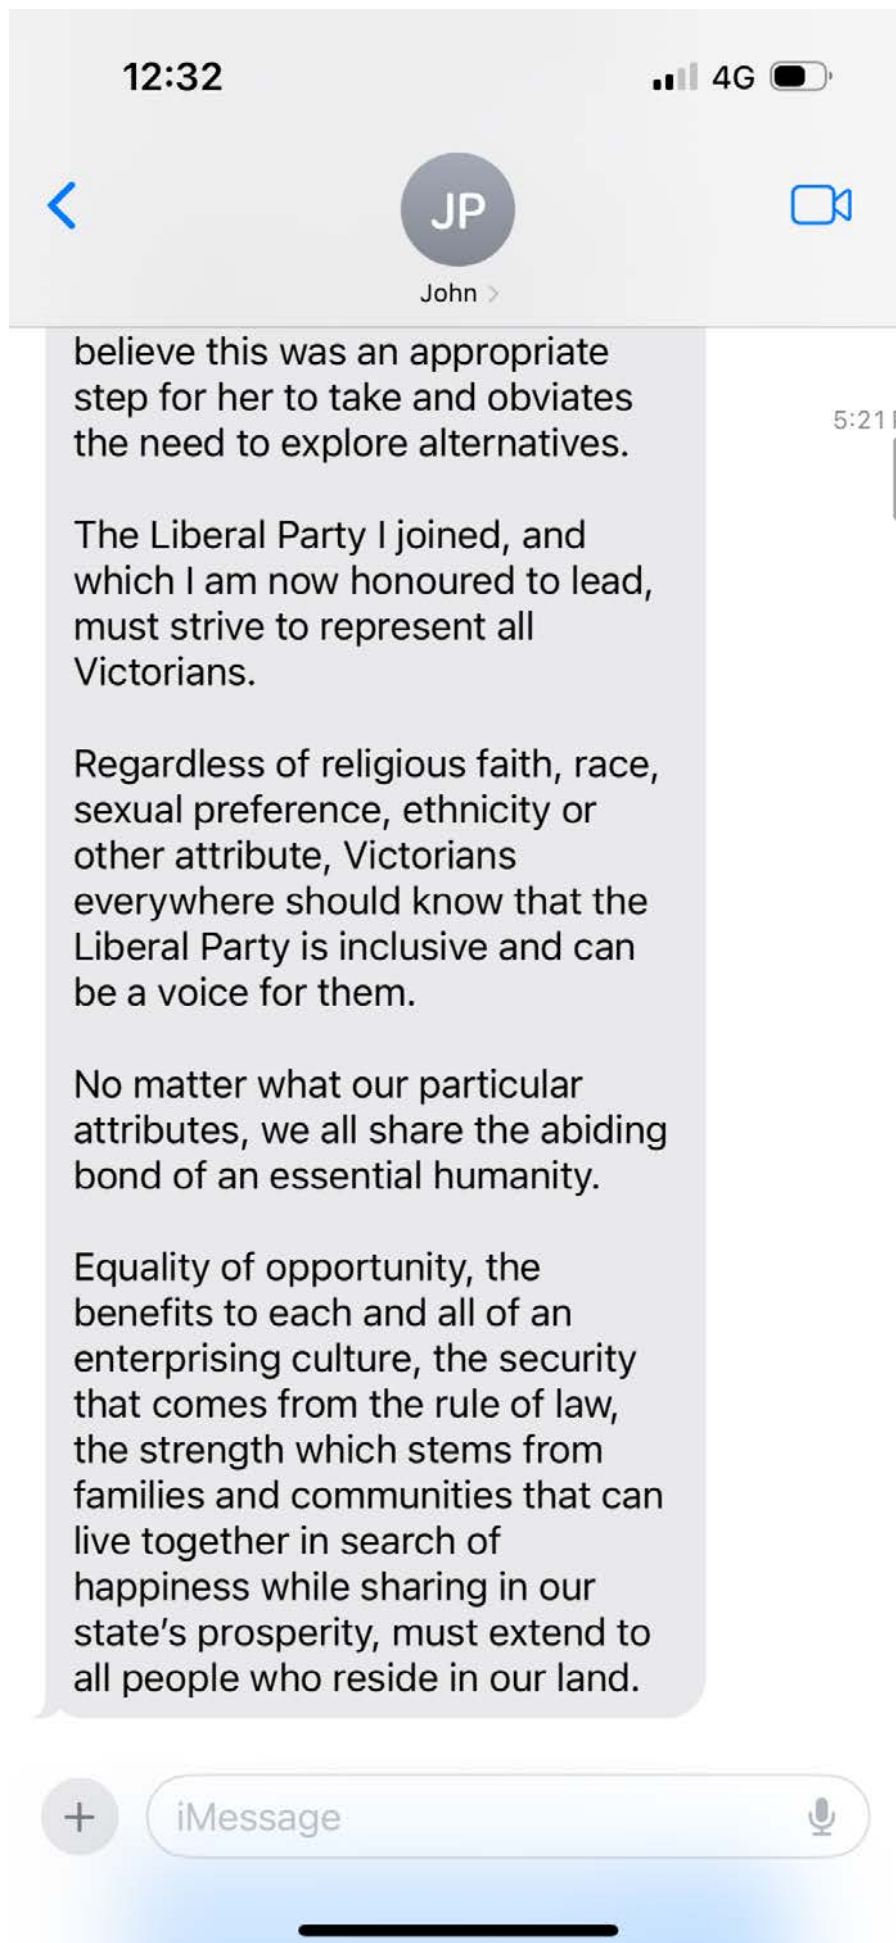 12:32
4G
JP
John
believe this was an appropriate
step for her to take and obviates
the need to explore alternatives.
5:21
The Liberal Party I joined, and
which I am now honoured to lead,
must strive to represent all
Victorians.
Regardless of religious faith, race,
sexual preference, ethnicity or
other attribute, Victorians
everywhere should know that the
Liberal Party is inclusive and can
be a voice for them.
No matter what our particular
attributes, we all share the abiding
bond of an essential humanity.
Equality of opportunity, the
benefits to each and all of an
enterprising culture, the security
that comes from the rule of law,
the strength which stems from
families and communities that can
live together in search of
happiness while sharing in our
state’s prosperity, must extend to
all people who reside in our land.
iMessage